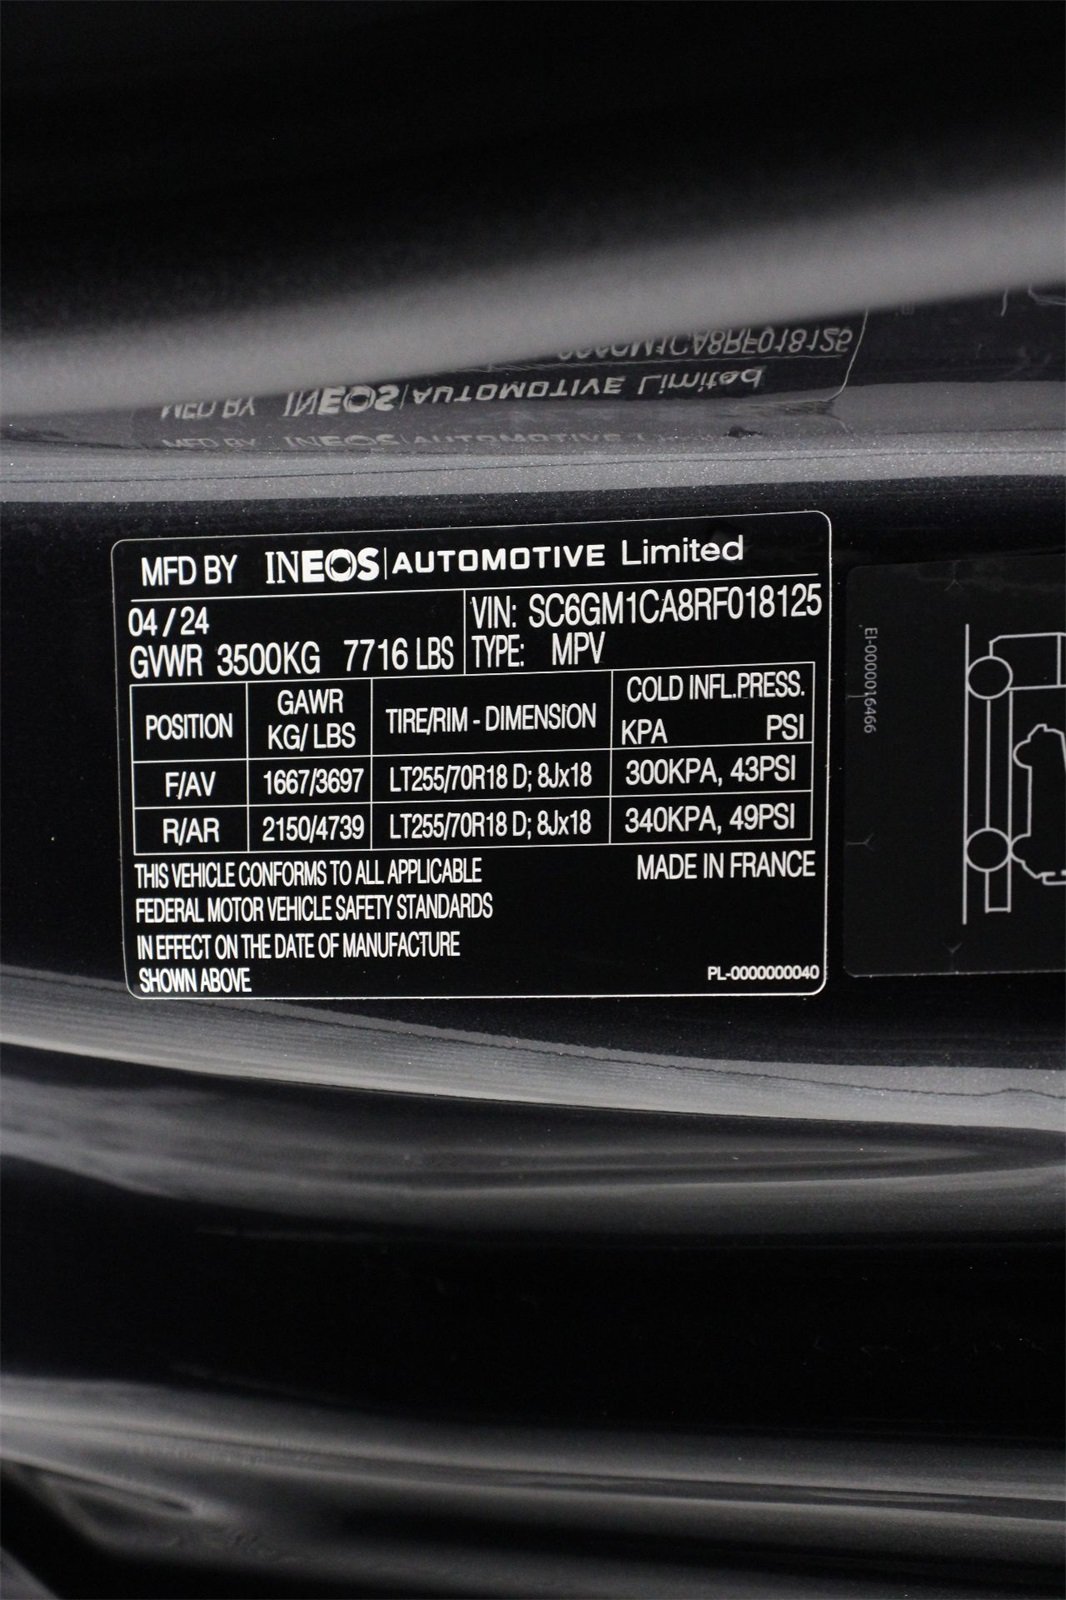 MFD BY INEOS | AUTOMOTIVE Limited
04 / 24
VIN: SC6GM1CA8RF018125
GVWR 3500KG 7716 LBS
TYPE: MPV
POSITION GAWR KG/ LBS TIRE/RIM - DIMENSION COLD INFL.PRESS. KPA PSI
F/AV 1667/3697 LT255/70R18 D; 8Jx18 300KPA, 43PSI
R/AR 2150/4739 LT255/70R18 D; 8Jx18 340KPA, 49PSI
THIS VEHICLE CONFORMS TO ALL APPLICABLE
FEDERAL MOTOR VEHICLE SAFETY STANDARDS
IN EFFECT ON THE DATE OF MANUFACTURE
SHOWN ABOVE
MADE IN FRANCE
PL-0000000040
EI-0000016466